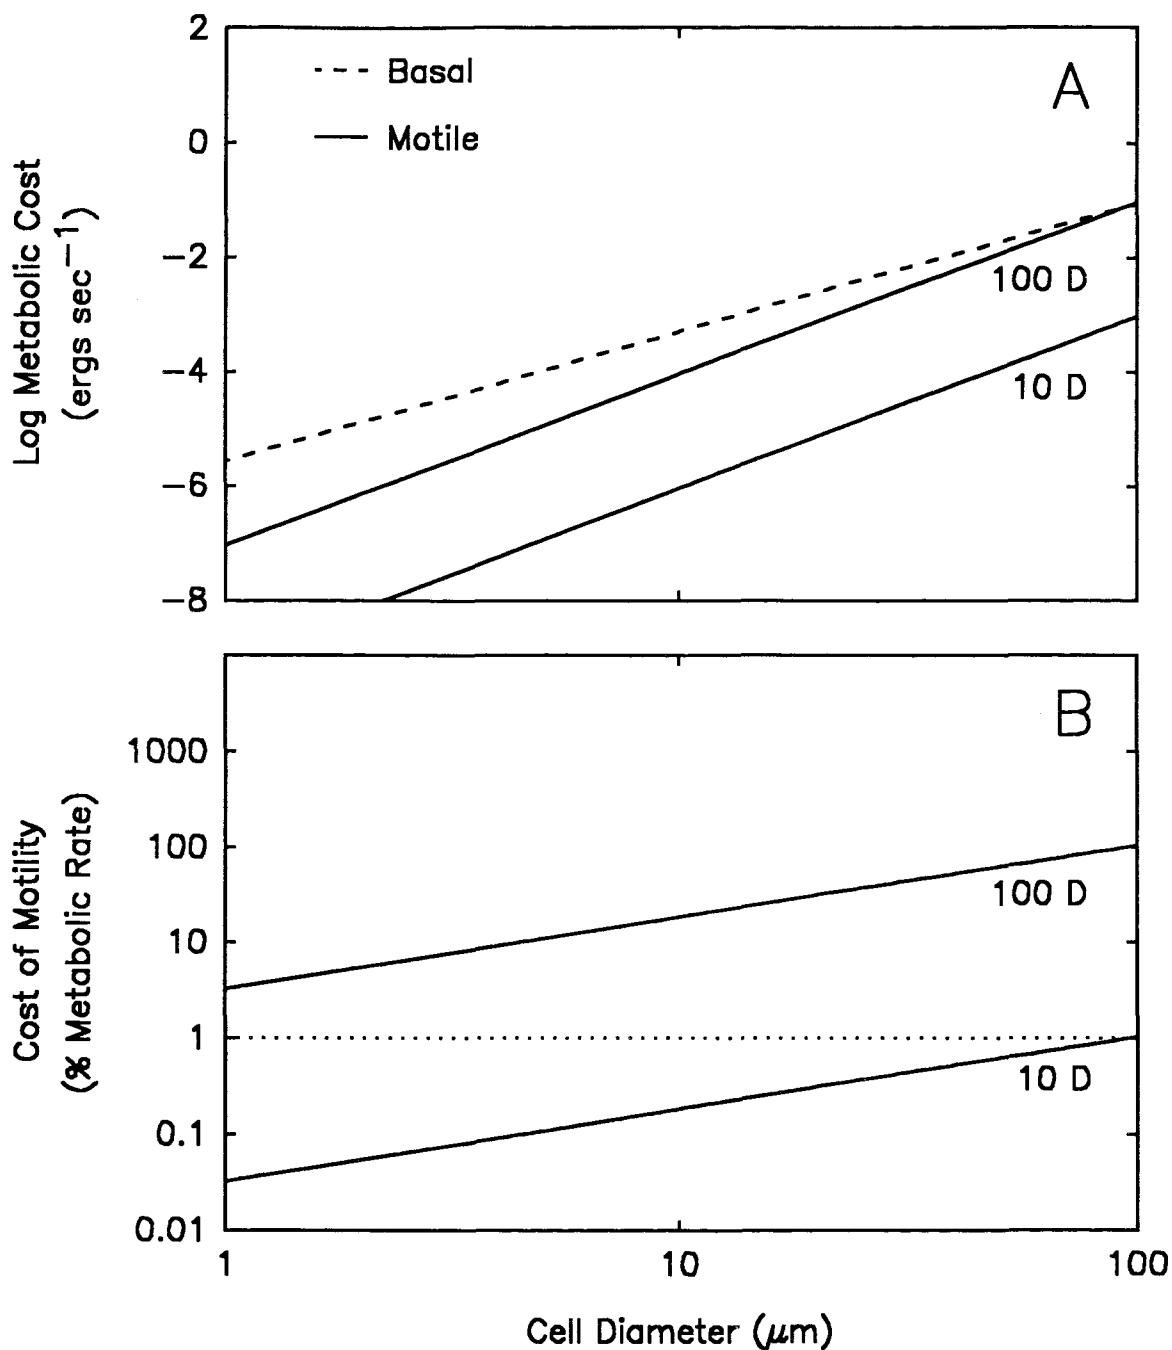 A
Basal
Motile
2
0
−2
−4
−6
−8
Log Metabolic Cost
(ergs sec−1)
100 D
10 D
B
1000
100
10
1
0.1
0.01
Cost of Motility
(% Metabolic Rate)
100 D
10 D
1
10
100
Cell Diameter (μm)